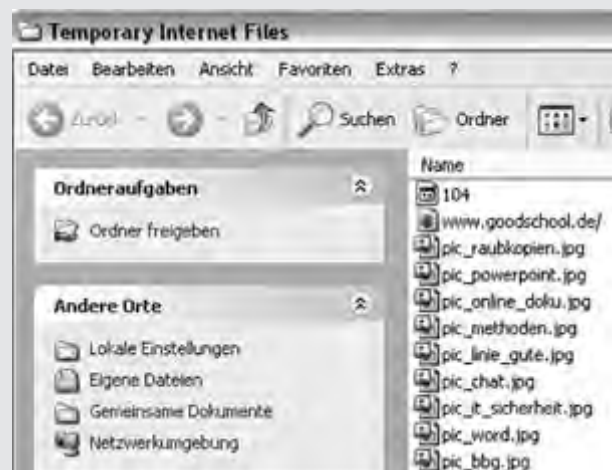 Temporary Internet Files
Datei Bearbeiten Ansicht Favoriten Extras ?
Zurück Suchen Ordner
Ordneraufgaben
Ordner freigeben
Andere Orte
Lokale Einstellungen
Eigene Dateien
Gemeinsame Dokumente
Netzwerkumgebung
Name
104
www.goodschool.de/
pic_raubkopien.jpg
pic_powerpoint.jpg
pic_online_doku.jpg
pic_methoden.jpg
pic_linie_gute.jpg
pic_chat.jpg
pic_it_sicherheit.jpg
pic_word.jpg
pic_bbg.jpg